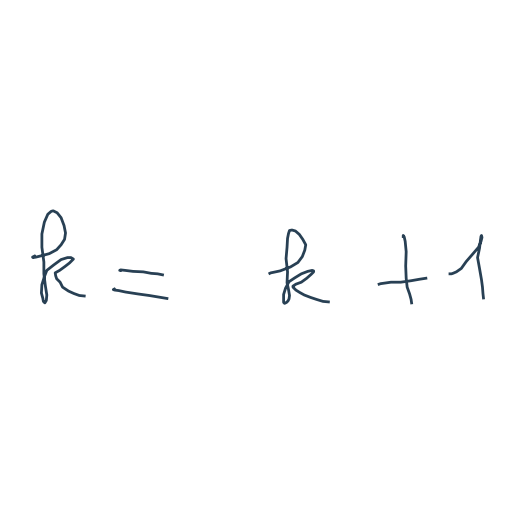 k = k + 1